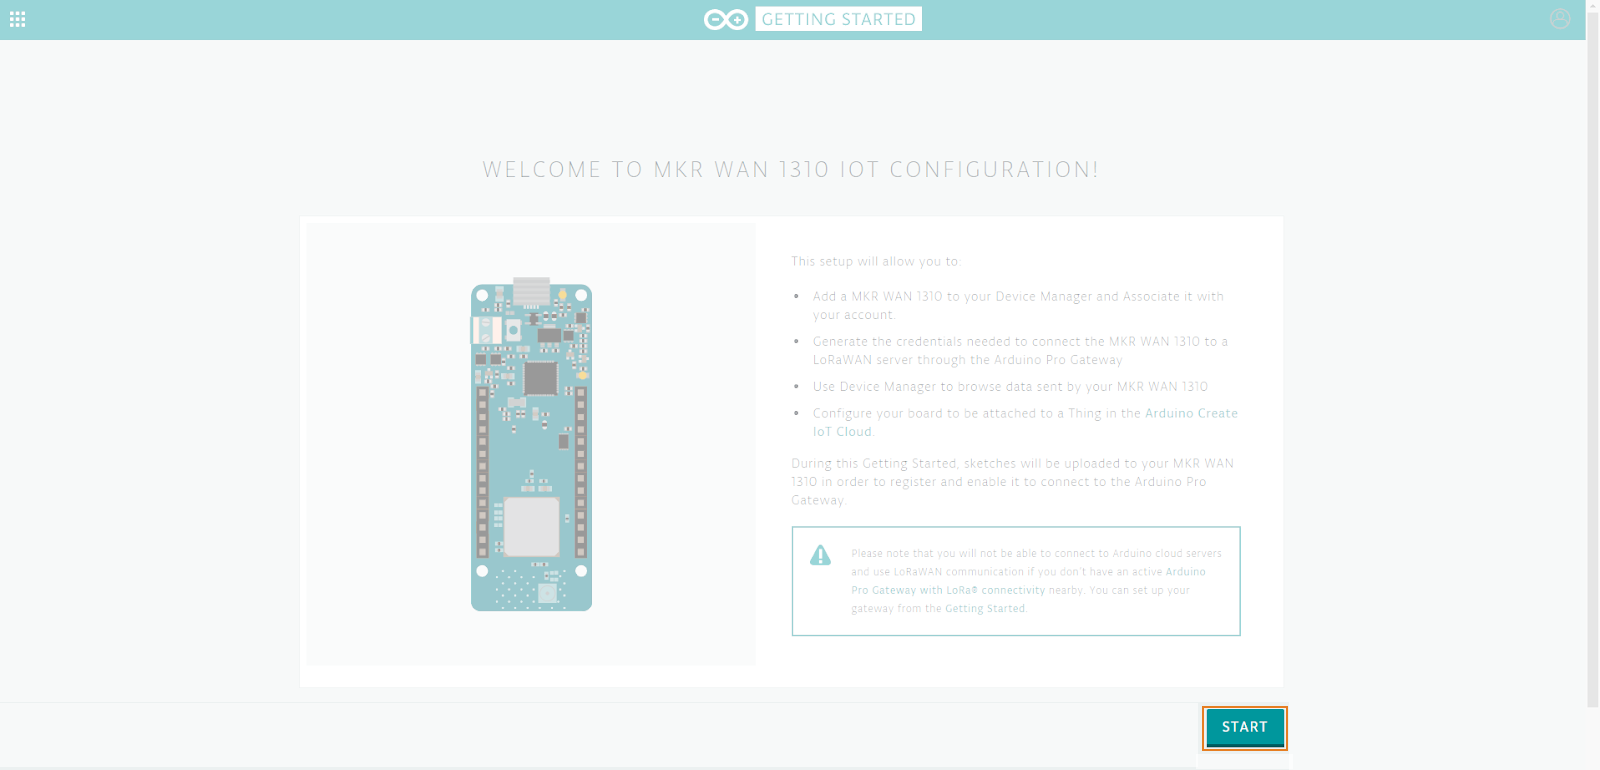 GETTING STARTED
WELCOME TO MKR WAN 1310 IOT CONFIGURATION!
This setup will allow you to:
• Add a MKR WAN 1310 to your Device Manager and Associate it with
your account.
• Generate the credentials needed to connect the MKR WAN 1310 to a
LoRaWAN server through the Arduino Pro Gateway
• Use Device Manager to browse data sent by your MKR WAN 1310
• Configure your board to be attached to a Thing in the Arduino Create
IoT Cloud.
During this Getting Started, sketches will be uploaded to your MKR WAN
1310 in order to register and enable it to connect to the Arduino Pro
Gateway.
Please note that you will not be able to connect to Arduino cloud servers
and use LoRaWAN communication if you don't have an active Arduino
Pro Gateway with LoRa® connectivity nearby. You can set up your
gateway from the Getting Started.
START